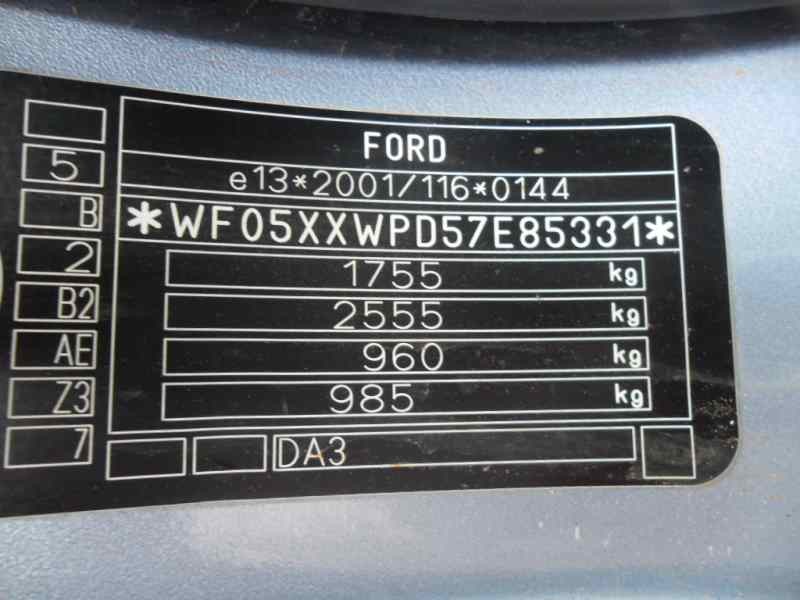 FORD
e13*2001/116*0144
*WF05XXWPD57E85331*
1755 kg
2555 kg
960 kg
985 kg
DA3
5
B
2
B2
AE
Z3
7